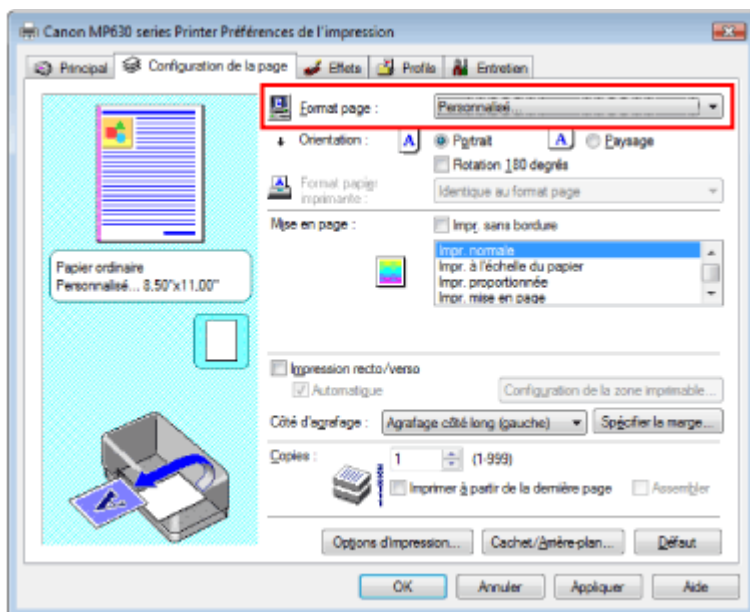 Canon MP630 series Printer Préférences de l'impression
Principal Configuration de la page Effets Profils Entretien
Format page : Personnalisé...
Orientation : A Portrait A Paysage
Rotation 180 degrés
Format papier imprimante : Identique au format page
Mise en page : Impr. sans bordure
Impr. normale
Impr. à l'échelle du papier
Impr. proportionnée
Impr. mise en page
Papier ordinaire
Personnalisé... 8.50"x11.00"
Impression recto/verso
Automatique Configuration de la zone imprimable...
Côté d'agrafage : Agrafage côté long (gauche) Spécifier la marge...
Copies : 1 (1-999)
Imprimer à partir de la dernière page Assembler
Options d'impression... Cachet/Arrière-plan... Défaut
OK Annuler Appliquer Aide